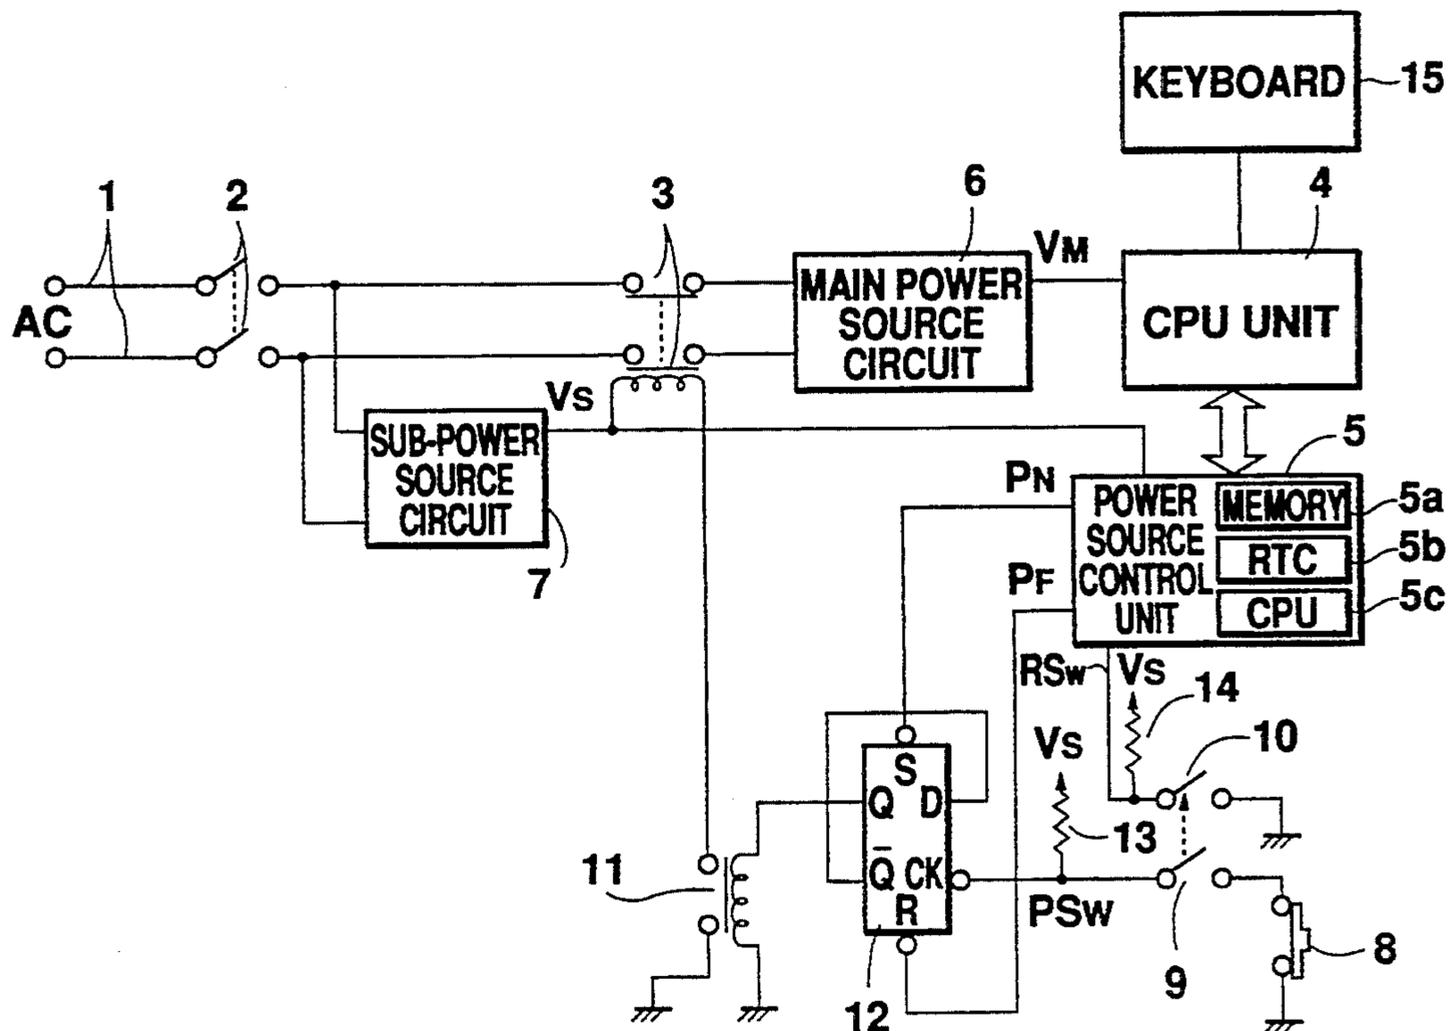 KEYBOARD
15
1
2
3
6
4
VM
AC
MAIN POWER
SOURCE
CIRCUIT
CPU UNIT
VS
SUB-POWER
SOURCE
CIRCUIT
7
5
PN
POWER
SOURCE
CONTROL
UNIT
MEMORY
5a
RTC
5b
CPU
5c
PF
RSW
VS
14
VS
10
S
Q
D
13
11
Q̅
CK
R
PSW
8
9
12